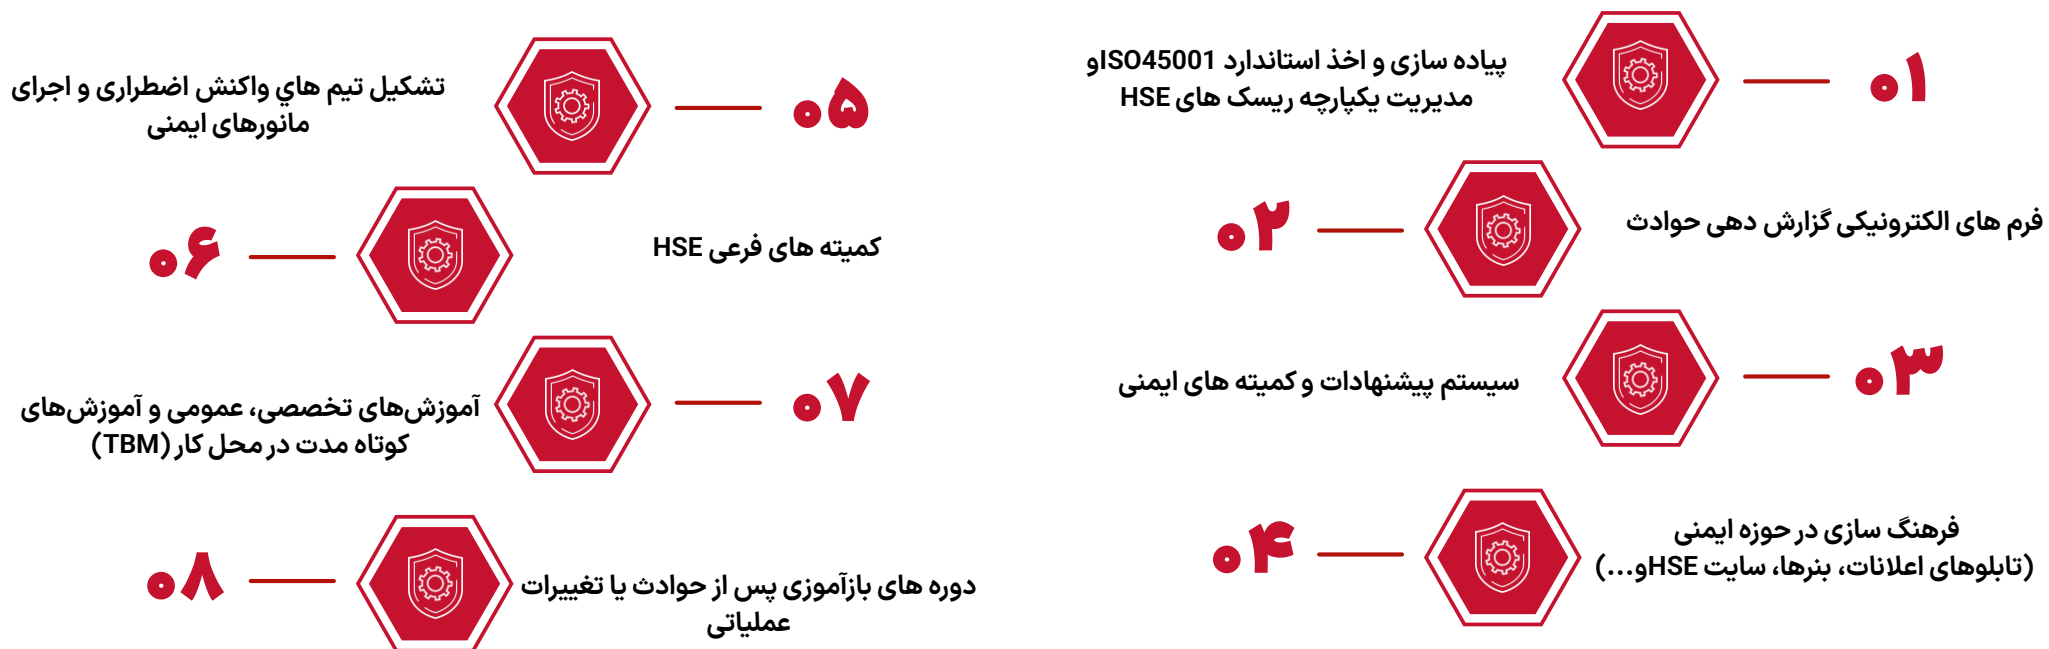 ۰۱
پیاده سازی و اخذ استاندارد ISO45001و
مدیریت یکپارچه ریسک های HSE
۰۲
فرم های الکترونیکی گزارش دهی حوادث
۰۳
سیستم پیشنهادات و کمیته های ایمنی
۰۴
فرهنگ سازی در حوزه ایمنی
(تابلوهای اعلانات، بنرها، سایت HSEو...)
۰۵
تشکیل تیم هاي واکنش اضطراری و اجرای
مانورهای ایمنی
۰۶
کمیته های فرعی HSE
۰۷
آموزش‌های تخصصی، عمومی و آموزش‌های
کوتاه مدت در محل کار (TBM)
۰۸
دوره های بازآموزی پس از حوادث یا تغییرات
عملیاتی